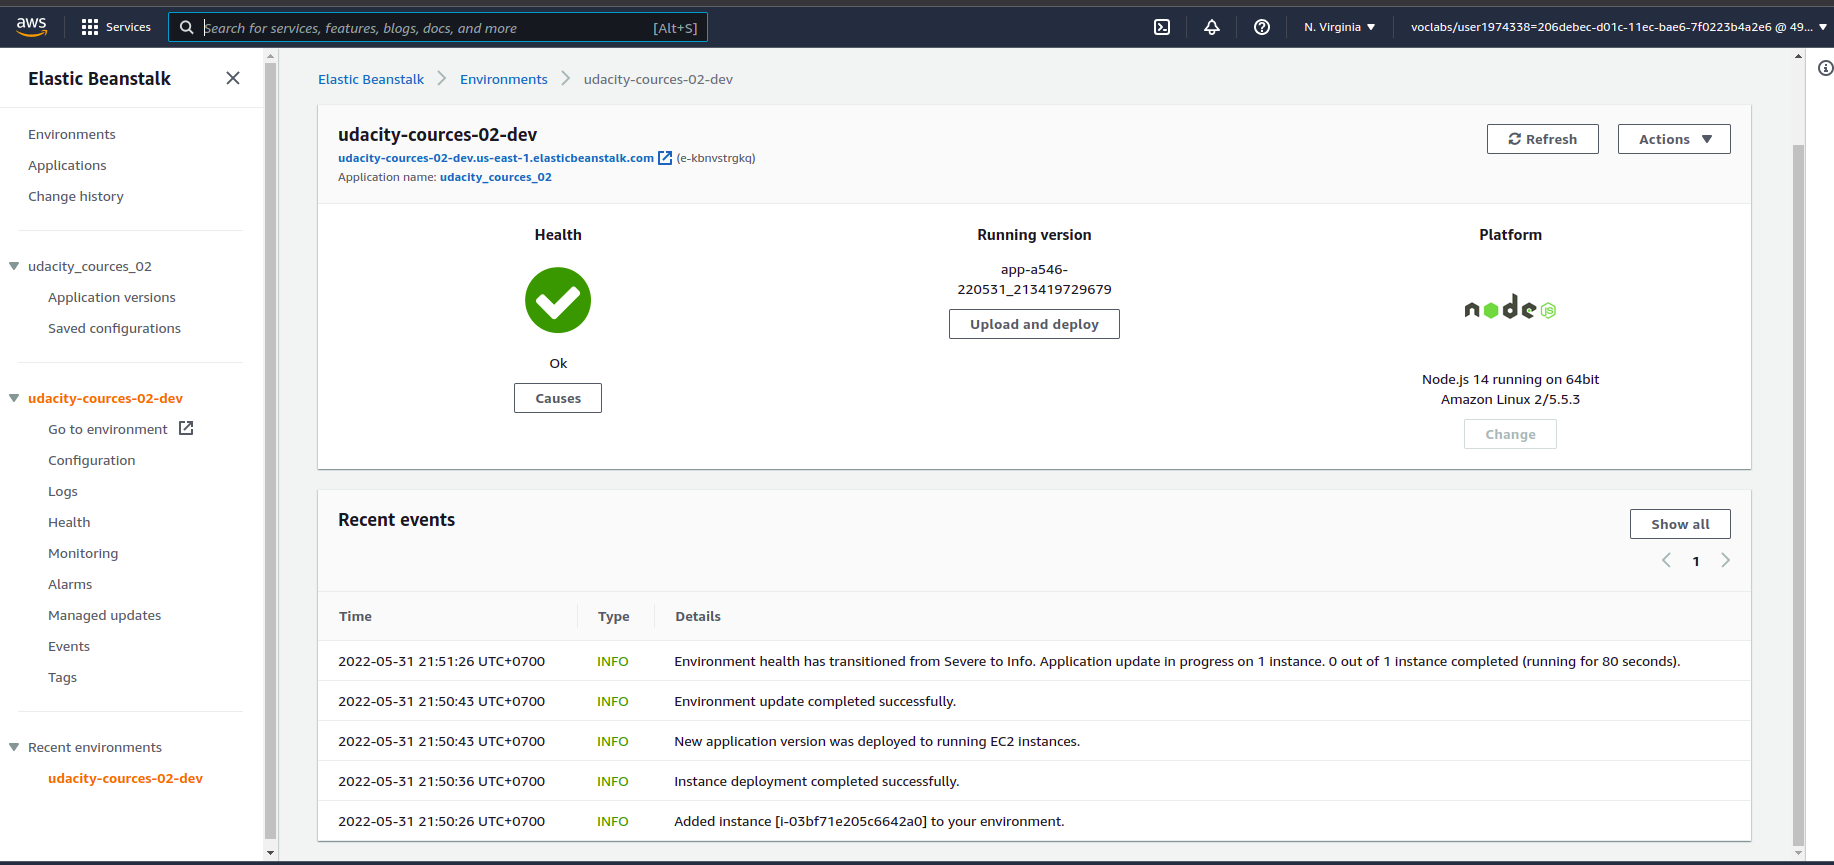 aws
Services
Search for services, features, blogs, docs, and more [Alt+S]
N. Virginia
voclabs/user1974338=206debec-d01c-11ec-bae6-7f0223b4a2e6 @ 49...
Elastic Beanstalk
Environments
Applications
Change history
udacity_cources_02
Application versions
Saved configurations
udacity-cources-02-dev
Go to environment
Configuration
Logs
Health
Monitoring
Alarms
Managed updates
Events
Tags
Recent environments
udacity-cources-02-dev
Elastic Beanstalk > Environments > udacity-cources-02-dev
udacity-cources-02-dev
udacity-cources-02-dev.us-east-1.elasticbeanstalk.com (e-kbnvstrgkq)
Application name: udacity_cources_02
Refresh
Actions
Health
Ok
Causes
Running version
app-a546-
220531_213419729679
Upload and deploy
Platform
node JS
Node.js 14 running on 64bit
Amazon Linux 2/5.5.3
Change
Recent events
Show all
1
Time Type Details
2022-05-31 21:51:26 UTC+0700 INFO Environment health has transitioned from Severe to Info. Application update in progress on 1 instance. 0 out of 1 instance completed (running for 80 seconds).
2022-05-31 21:50:43 UTC+0700 INFO Environment update completed successfully.
2022-05-31 21:50:43 UTC+0700 INFO New application version was deployed to running EC2 instances.
2022-05-31 21:50:36 UTC+0700 INFO Instance deployment completed successfully.
2022-05-31 21:50:26 UTC+0700 INFO Added instance [i-03bf71e205c6642a0] to your environment.